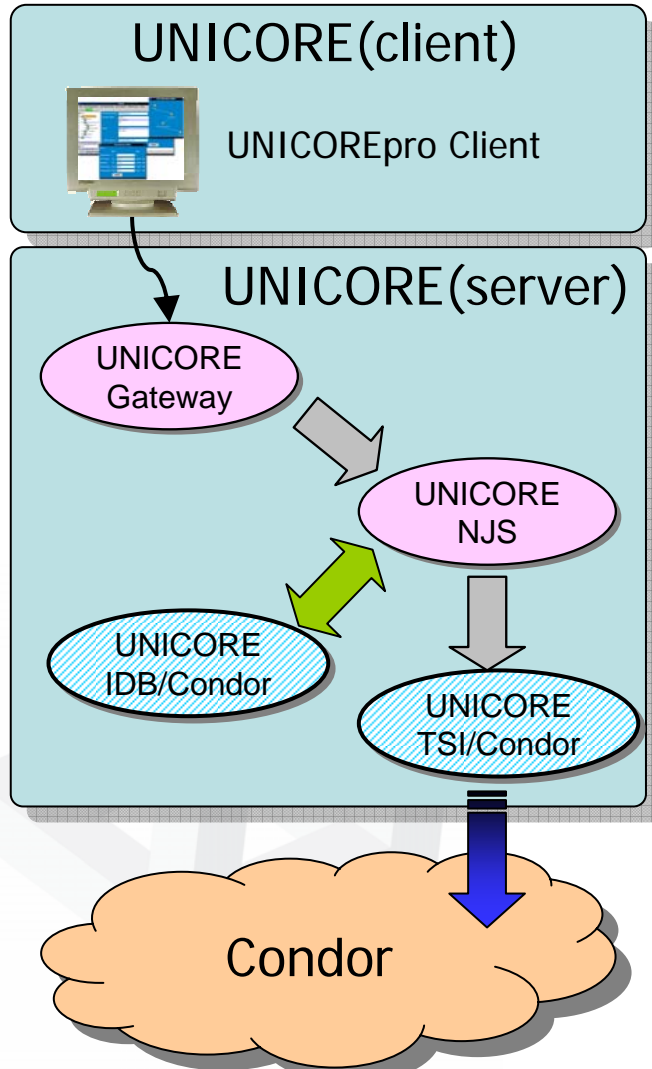 UNICORE(client)
UNICOREpro Client
UNICORE(server)
UNICORE
Gateway
UNICORE
NJS
UNICORE
IDB/Condor
UNICORE
TSI/Condor
Condor